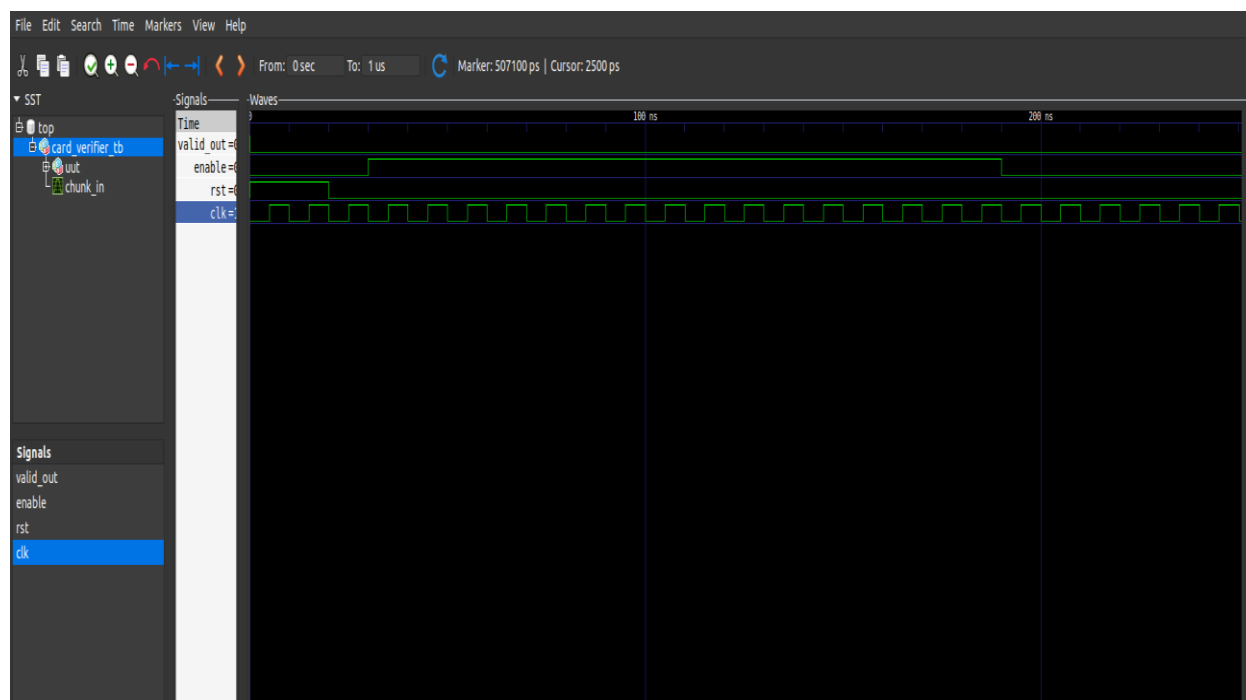 File Edit Search Time Markers View Help
From: 0 sec To: 1 us Marker: 507100 ps | Cursor: 2500 ps
SST
top
card_verifier_tb
uut
chunk_in
Signals
valid_out
enable
rst
clk
Signals
Time
valid_out=0
enable=0
rst=0
clk=
Waves
100 ns
200 ns